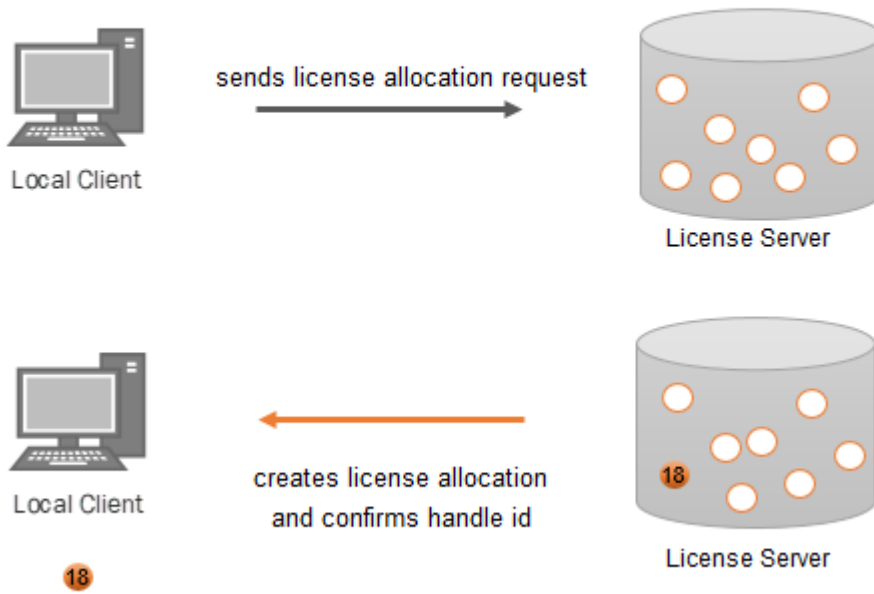 sends license allocation request
Local Client
License Server
creates license allocation
and confirms handle id
18
Local Client
License Server
18